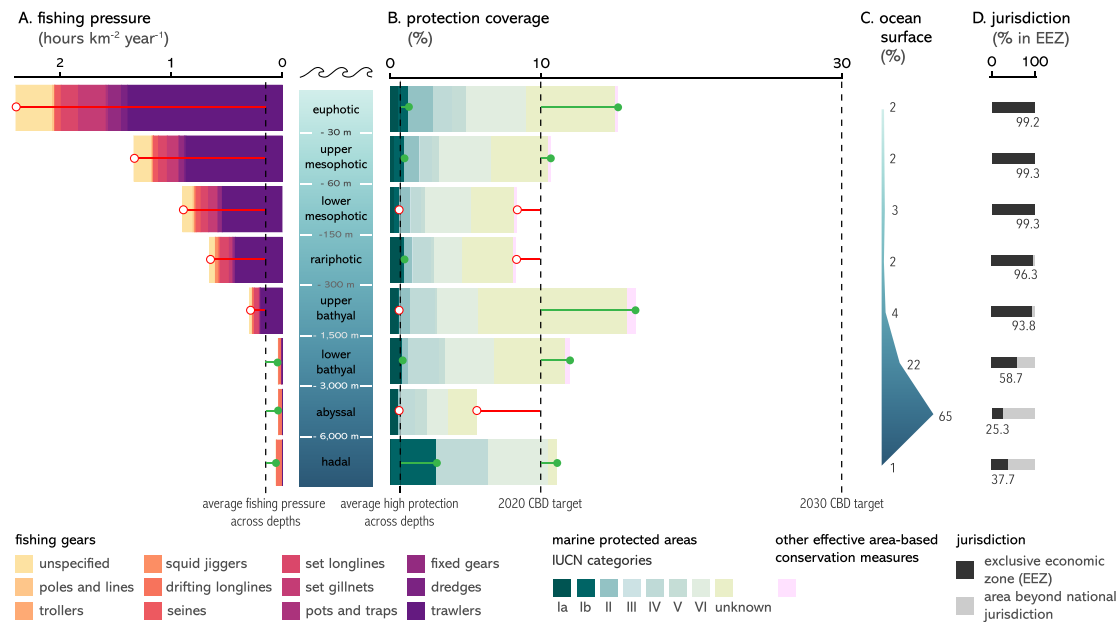 A. fishing pressure
(hours km-2 year-1)
2 1 0
B. protection coverage
(%)
0 10 30
C. ocean
surface
(%)
D. jurisdiction
(% in EEZ)
0 100
euphotic
- 30 m
upper
mesophotic
- 60 m
lower
mesophotic
-150 m
rariphotic
- 300 m
upper
bathyal
- 1,500 m
lower
bathyal
- 3,000 m
abyssal
- 6,000 m
hadal
2
2
3
2
4
22
65
1
99.2
99.3
99.3
96.3
93.8
58.7
25.3
37.7
average fishing pressure
across depths
average high protection
across depths
2020 CBD target
2030 CBD target
fishing gears
unspecified
poles and lines
trollers
squid jiggers
drifting longlines
seines
set longlines
set gillnets
pots and traps
fixed gears
dredges
trawlers
marine protected areas
IUCN categories
Ia Ib II III IV V VI unknown
other effective area-based
conservation measures
jurisdiction
exclusive economic
zone (EEZ)
area beyond national
jurisdiction